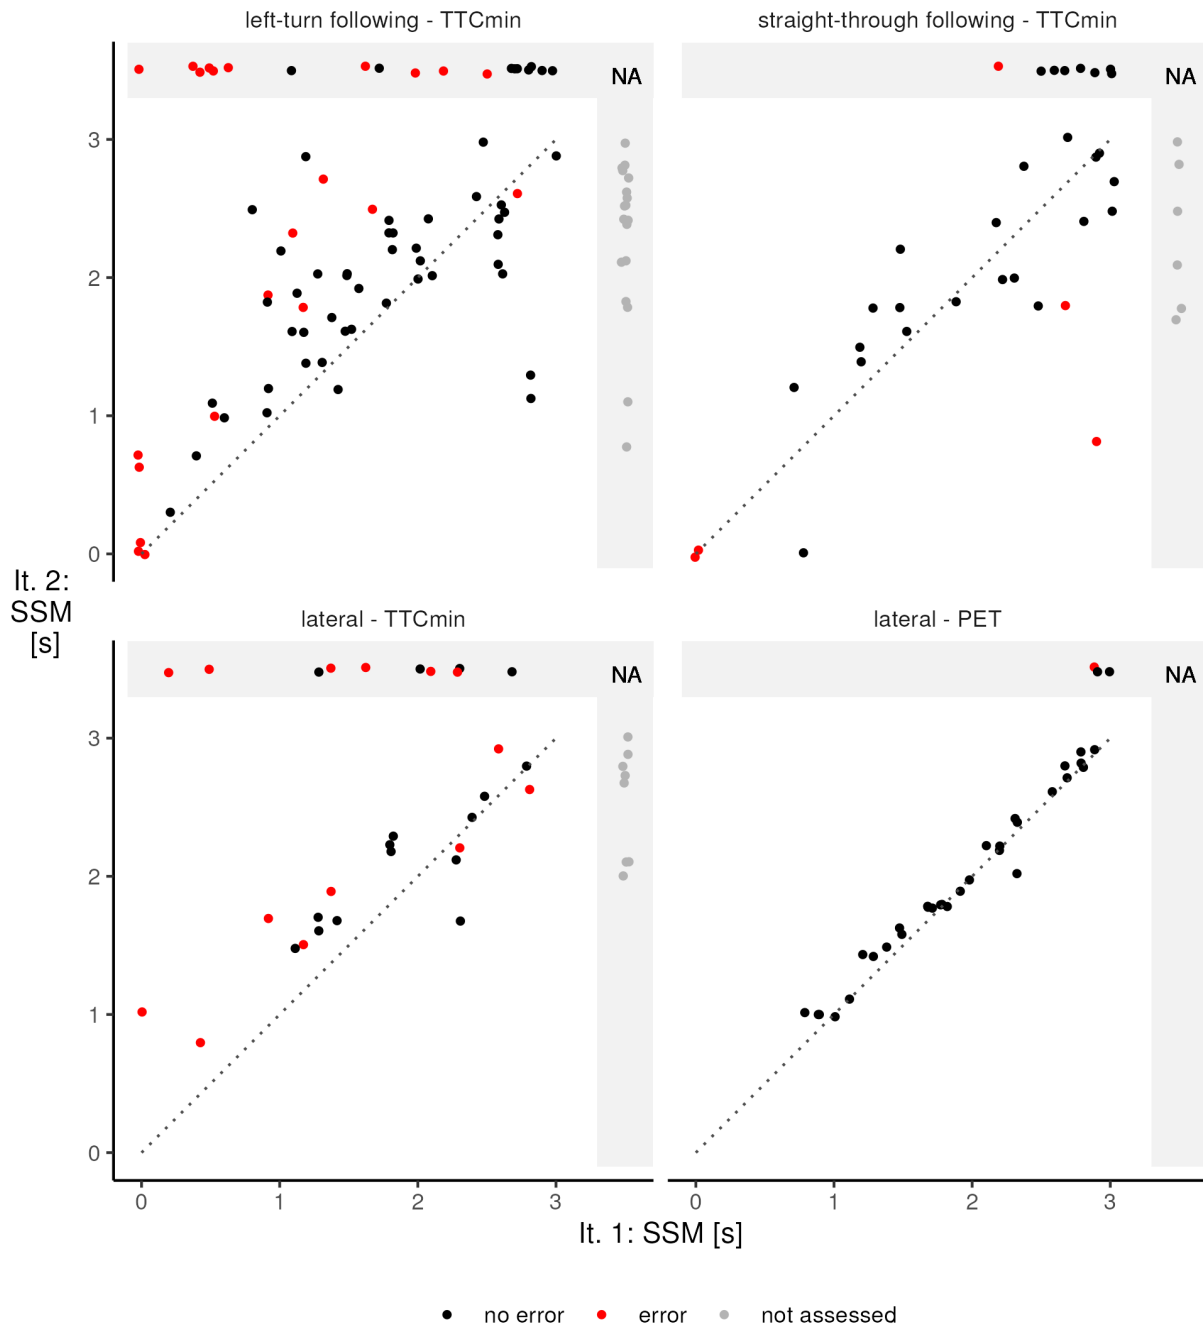 left-turn following - TTCmin
straight-through following - TTCmin
NA
NA
3
2
1
0
It. 2:
SSM
[s]
lateral - TTCmin
lateral - PET
NA
NA
3
2
1
0
0 1 2 3
0 1 2 3
It. 1: SSM [s]
no error error not assessed